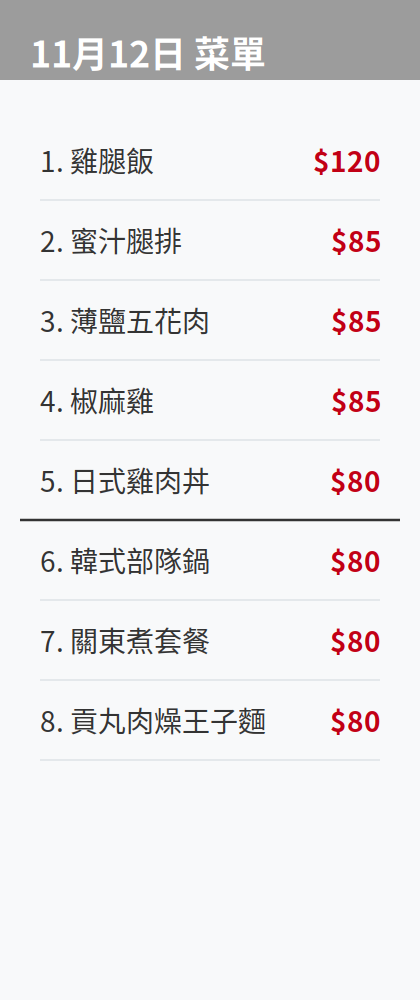 11月12日 菜單
1. 雞腿飯 $120
2. 蜜汁腿排 $85
3. 薄鹽五花肉 $85
4. 椒麻雞 $85
5. 日式雞肉丼 $80
6. 韓式部隊鍋 $80
7. 關東煮套餐 $80
8. 貢丸肉燥王子麵 $80